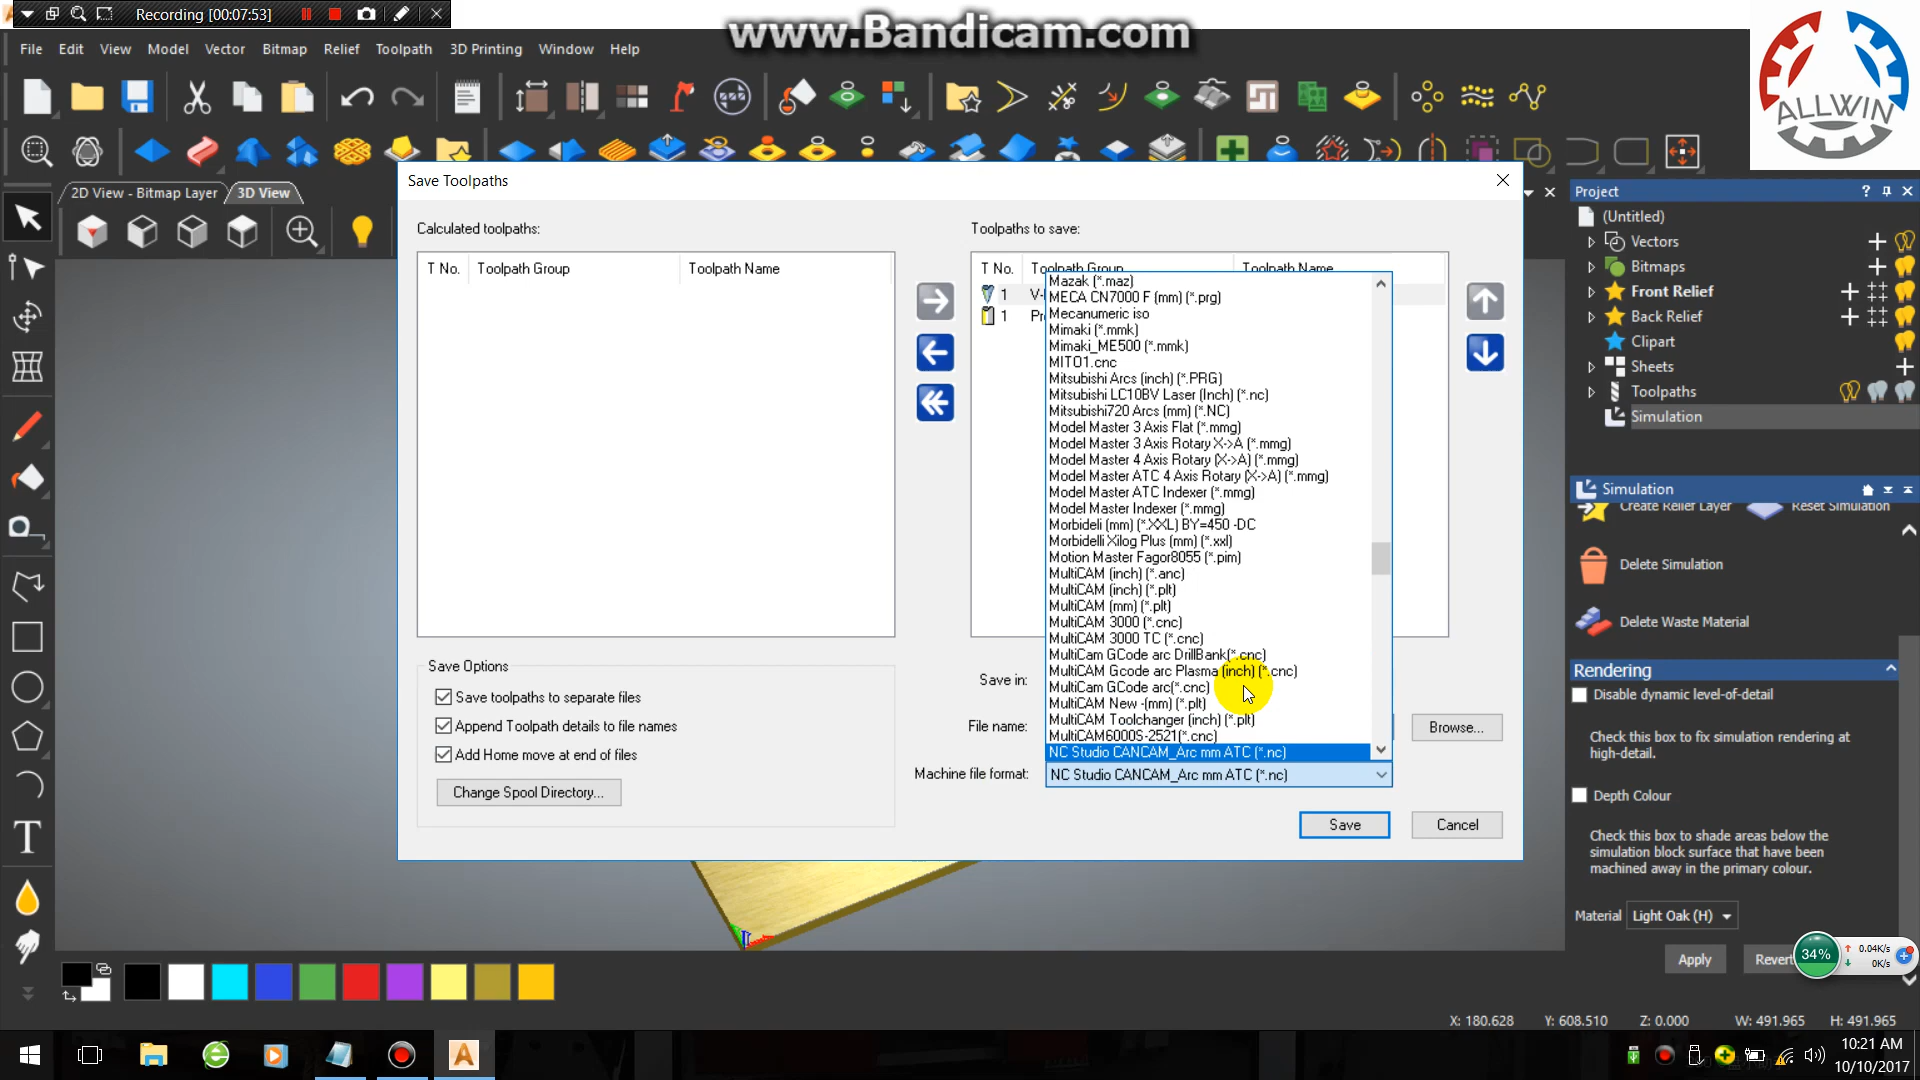 Recording [00:07:53]
www.Bandicam.com
ALLWIN
File Edit View Model Vector Bitmap Relief Toolpath 3D Printing Window Help
2D View - Bitmap Layer 3D View
Save Toolpaths
Calculated toolpaths:
T No. Toolpath Group Toolpath Name
Toolpaths to save:
T No. Toolpath Group Toolpath Name
1 V-
1 Pr
Mazak (*.maz)
MECA CN7000 F (mm) (*.prg)
Mecanumeric iso
Mimaki (*.mmk)
Mimaki_ME500 (*.mmk)
MITO1.cnc
Mitsubishi Arcs (inch) (*.PRG)
Mitsubishi LC10BV Laser (Inch) (*.nc)
Mitsubishi720 Arcs (mm) (*.NC)
Model Master 3 Axis Flat (*.mmg)
Model Master 3 Axis Rotary X->A (*.mmg)
Model Master 4 Axis Rotary (X->A) (*.mmg)
Model Master ATC 4 Axis Rotary (X->A) (*.mmg)
Model Master ATC Indexer (*.mmg)
Model Master Indexer (*.mmg)
Morbideli (mm) (*.XXL) BY=450 -DC
Morbidelli Xilog Plus (mm) (*.xxl)
Motion Master Fagor8055 (*.pim)
MultiCAM (inch) (*.anc)
MultiCAM (inch) (*.plt)
MultiCAM (mm) (*.plt)
MultiCAM 3000 (*.cnc)
MultiCAM 3000 TC (*.cnc)
MultiCam GCode arc DrillBank(*.cnc)
MultiCAM Gcode arc Plasma (inch) (*.cnc)
MultiCam GCode arc(*.cnc)
MultiCAM New -(mm) (*.plt)
MultiCAM Toolchanger (inch) (*.plt)
MultiCAM6000S-2521(*.cnc)
NC Studio CANCAM_Arc mm ATC (*.nc)
Save Options
Save toolpaths to separate files
Append Toolpath details to file names
Add Home move at end of files
Change Spool Directory...
Save in:
File name:
Browse...
Machine file format: NC Studio CANCAM_Arc mm ATC (*.nc)
Save Cancel
Project
(Untitled)
Vectors
Bitmaps
Front Relief
Back Relief
Clipart
Sheets
Toolpaths
Simulation
Simulation
Create Relief Layer Reset Simulation
Delete Simulation
Delete Waste Material
Rendering
Disable dynamic level-of-detail
Check this box to fix simulation rendering at
high-detail.
Depth Colour
Check this box to shade areas below the
simulation block surface that have been
machined away in the primary colour.
Material Light Oak (H)
Apply Revert
34% 0.04K/s
0K/s
X: 180.628 Y: 608.510 Z: 0.000 W: 491.965 H: 491.965
10:21 AM
10/10/2017